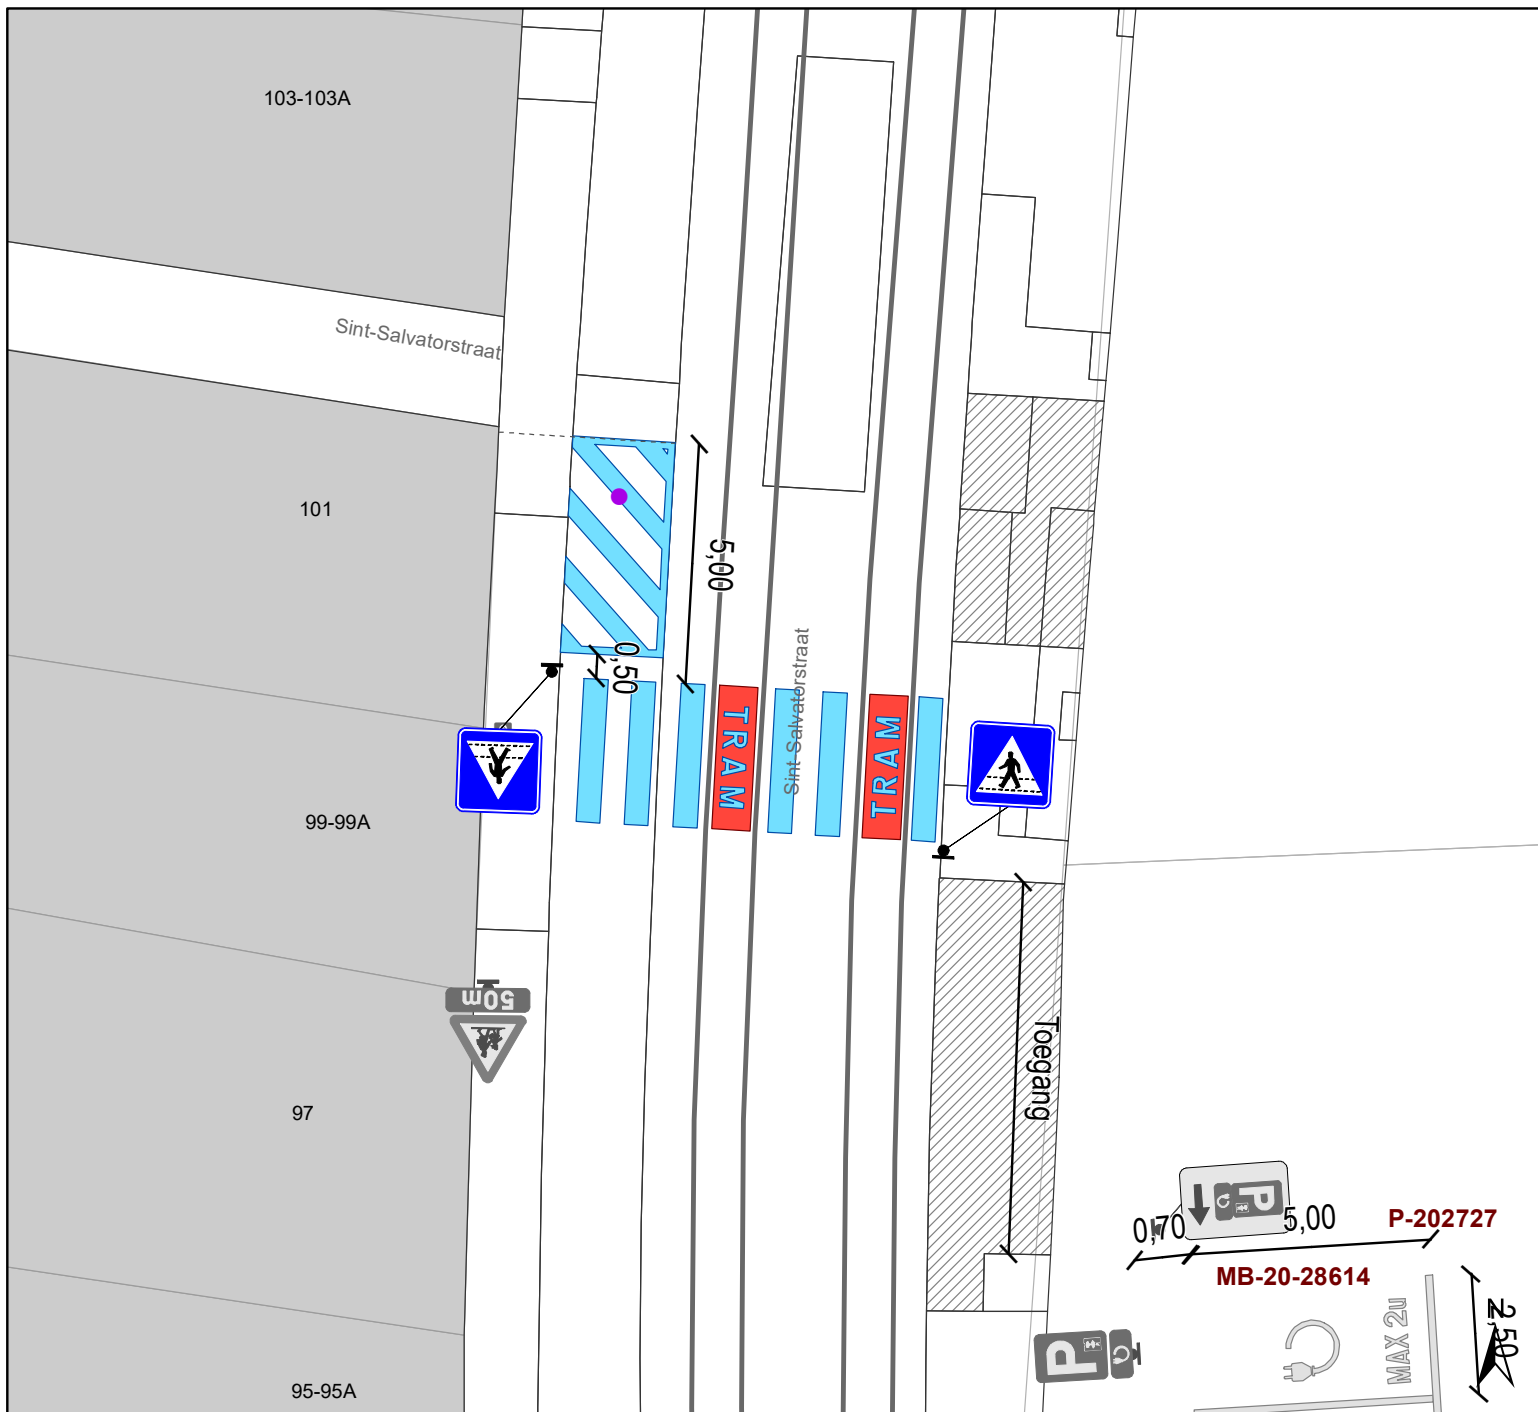 103-103A
Sint-Salvatorstraat
101
5,00
0,50
Sint-Salvatorstraat
TRAM
TRAM
99-99A
50m
97
Toegang
P
0,70
5,00
P-202727
MB-20-28614
2,50
MAX 2u
P
95-95A